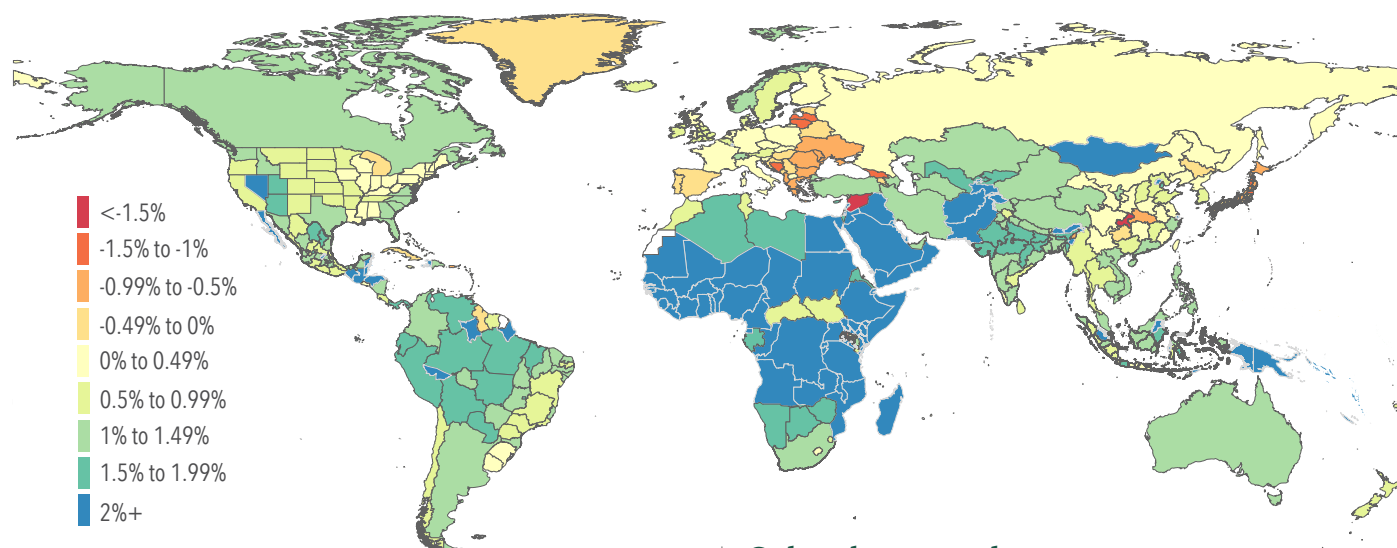 <-1.5%
-1.5% to -1%
-0.99% to -0.5%
-0.49% to 0%
0% to 0.49%
0.5% to 0.99%
1% to 1.49%
1.5% to 1.99%
2%+